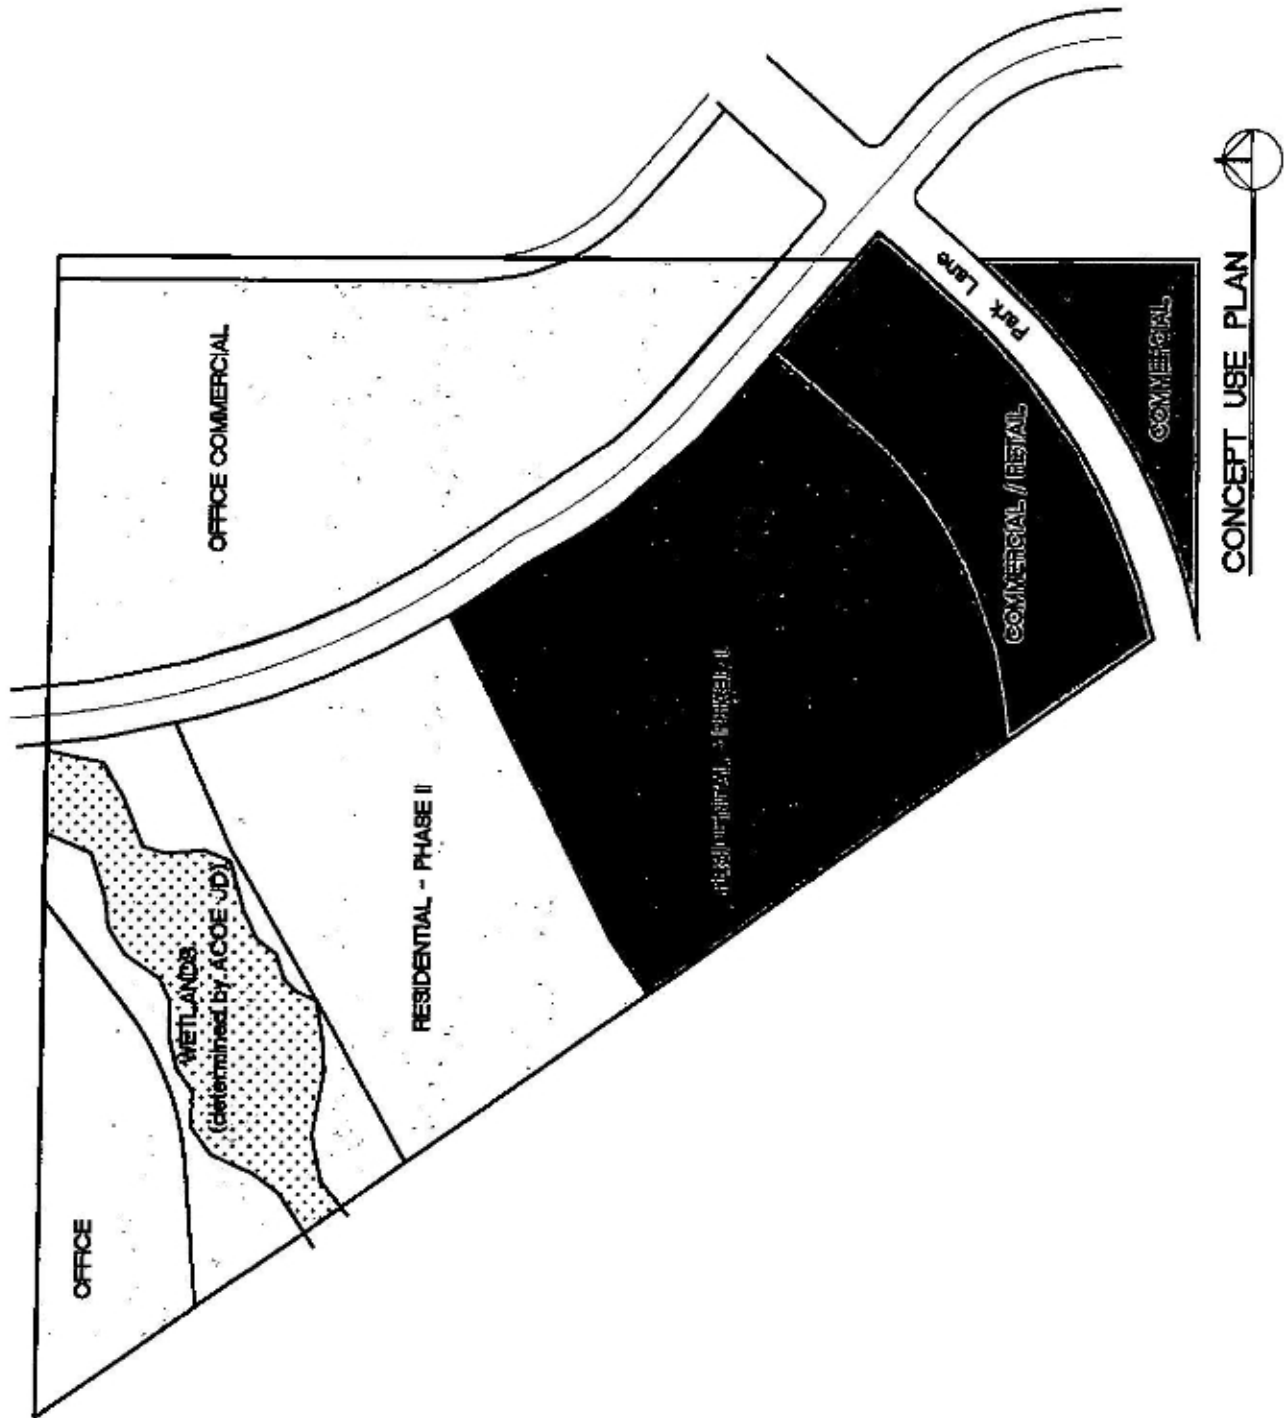 OFFICE
WETLANDS
(determined by ACOE JD)
OFFICE COMMERCIAL
RESIDENTIAL - PHASE II
RESIDENTIAL -
COMMERCIAL / RETAIL
Park Lane
COMMERCIAL
CONCEPT USE PLAN